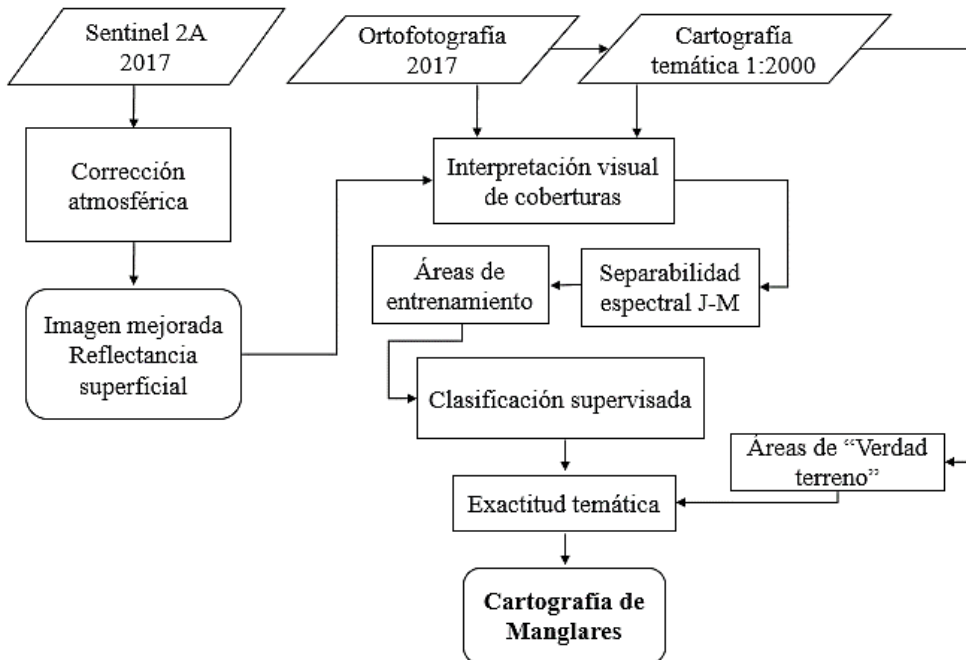 Sentinel 2A
2017
Ortofotografía
2017
Cartografía
temática 1:2000
Corrección
atmosférica
Interpretación visual
de coberturas
Áreas de
entrenamiento
Separabilidad
espectral J-M
Imagen mejorada
Reflectancia
superficial
Clasificación supervisada
Áreas de “Verdad
terreno”
Exactitud temática
Cartografía de
Manglares